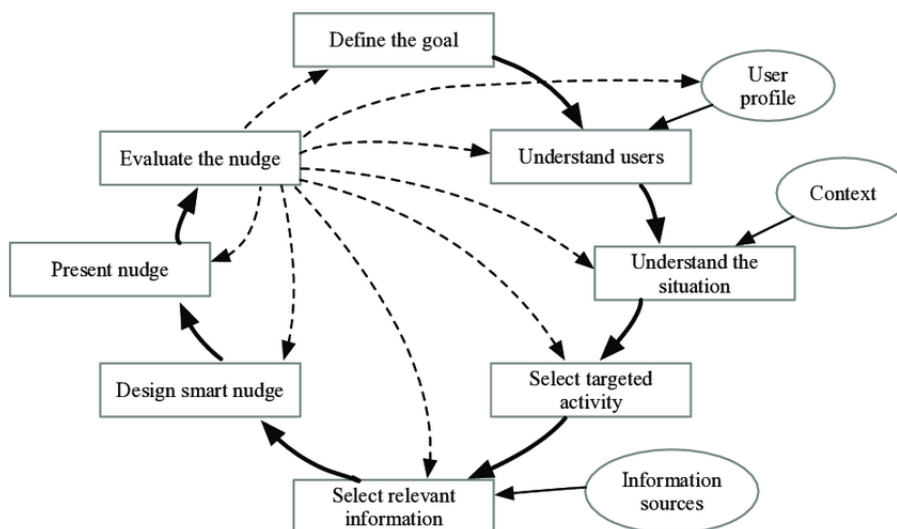 Define the goal
User
profile
Evaluate the nudge
Understand users
Context
Present nudge
Understand the
situation
Design smart nudge
Select targeted
activity
Select relevant
information
Information
sources